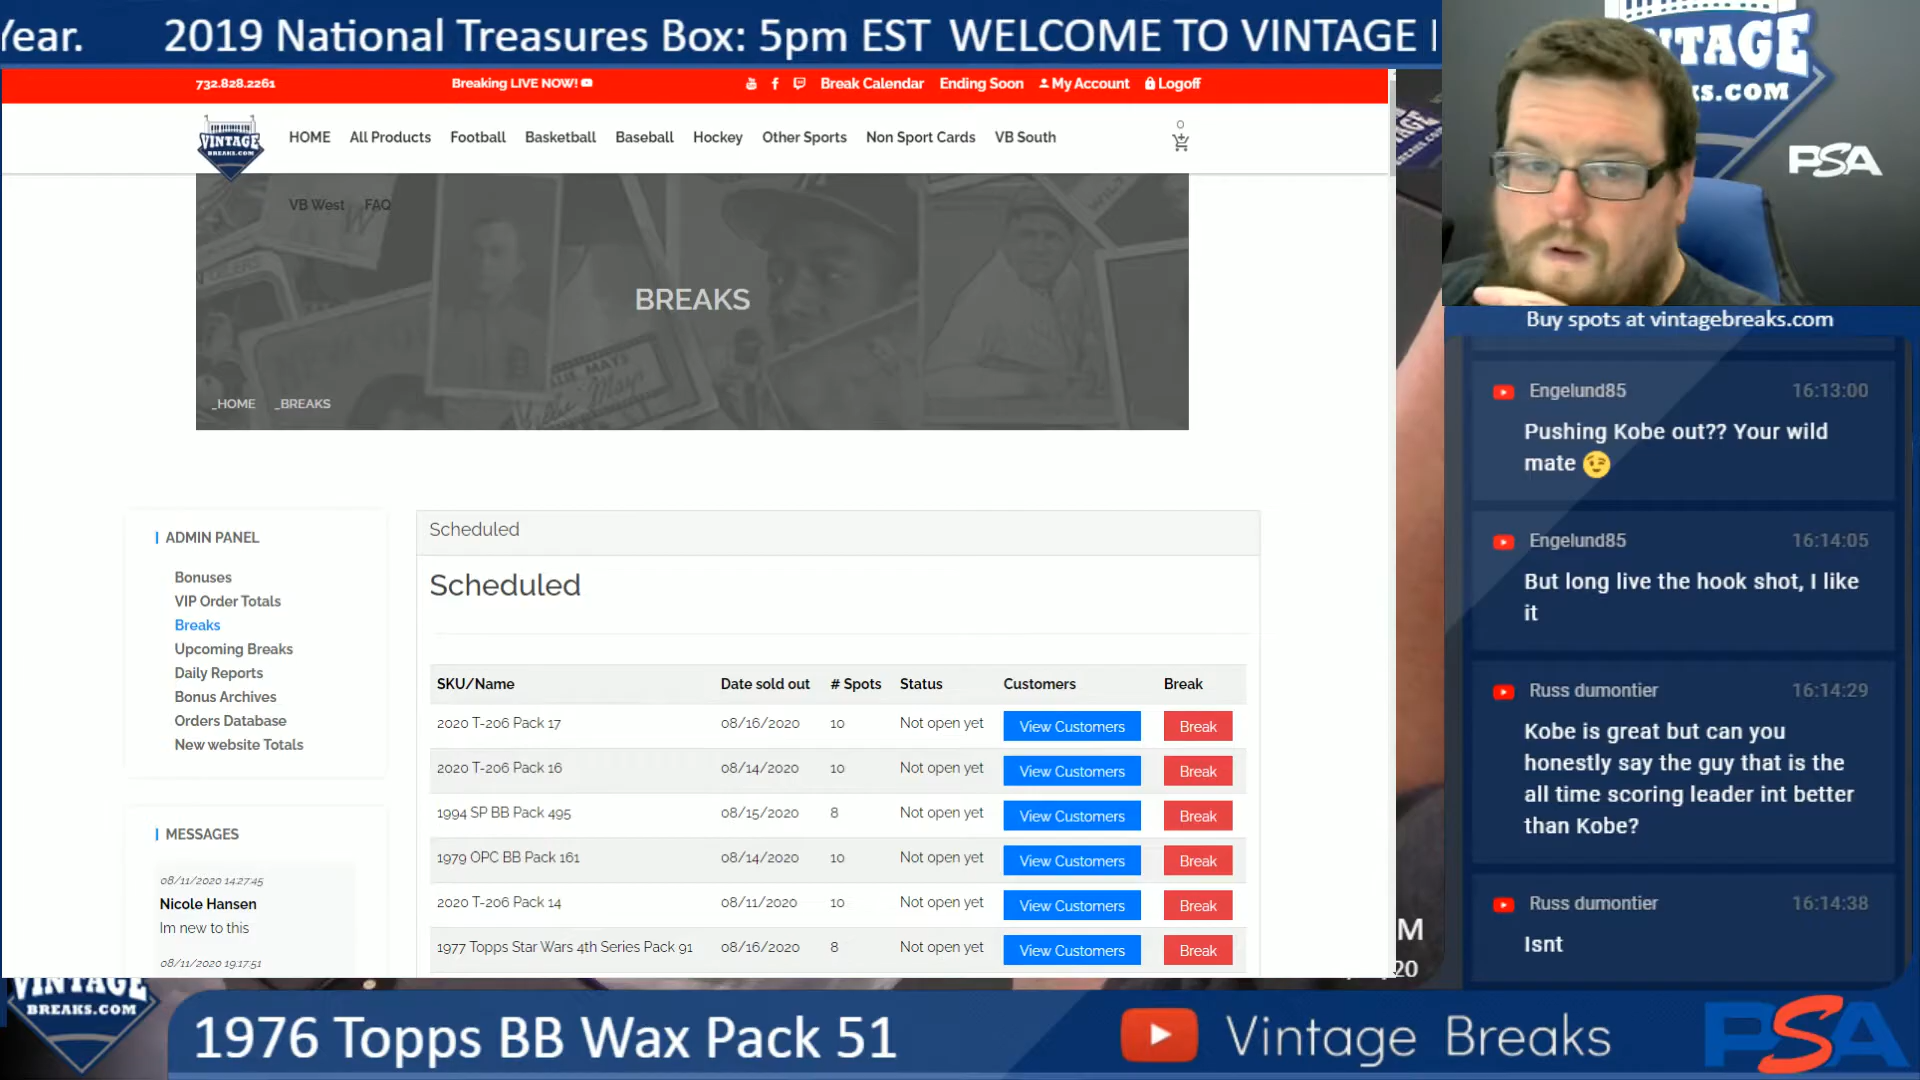 Year. 2019 National Treasures Box: 5pm EST WELCOME TO VINTAGE
732.828.2261 Breaking LIVE NOW! Break Calendar Ending Soon My Account Logoff
VINTAGE BREAKS.COM HOME All Products Football Basketball Baseball Hockey Other Sports Non Sport Cards VB South 0
VB West FAQ
BREAKS
_HOME _BREAKS
ADMIN PANEL
Bonuses
VIP Order Totals
Breaks
Upcoming Breaks
Daily Reports
Bonus Archives
Orders Database
New website Totals
MESSAGES
08/11/2020 14:27:45
Nicole Hansen
Im new to this
08/11/2020 19:17:51
Scheduled
Scheduled
SKU/Name Date sold out # Spots Status Customers Break
2020 T-206 Pack 17 08/16/2020 10 Not open yet View Customers Break
2020 T-206 Pack 16 08/14/2020 10 Not open yet View Customers Break
1994 SP BB Pack 495 08/15/2020 8 Not open yet View Customers Break
1979 OPC BB Pack 161 08/14/2020 10 Not open yet View Customers Break
2020 T-206 Pack 14 08/11/2020 10 Not open yet View Customers Break
1977 Topps Star Wars 4th Series Pack 91 08/16/2020 8 Not open yet View Customers Break
PSA
Buy spots at vintagebreaks.com
Engelund85 16:13:00
Pushing Kobe out?? Your wild
mate 😉
Engelund85 16:14:05
But long live the hook shot, I like
it
Russ dumontier 16:14:29
Kobe is great but can you
honestly say the guy that is the
all time scoring leader int better
than Kobe?
Russ dumontier 16:14:38
Isnt
VINTAGE
BREAKS.COM
1976 Topps BB Wax Pack 51
Vintage Breaks
PSA